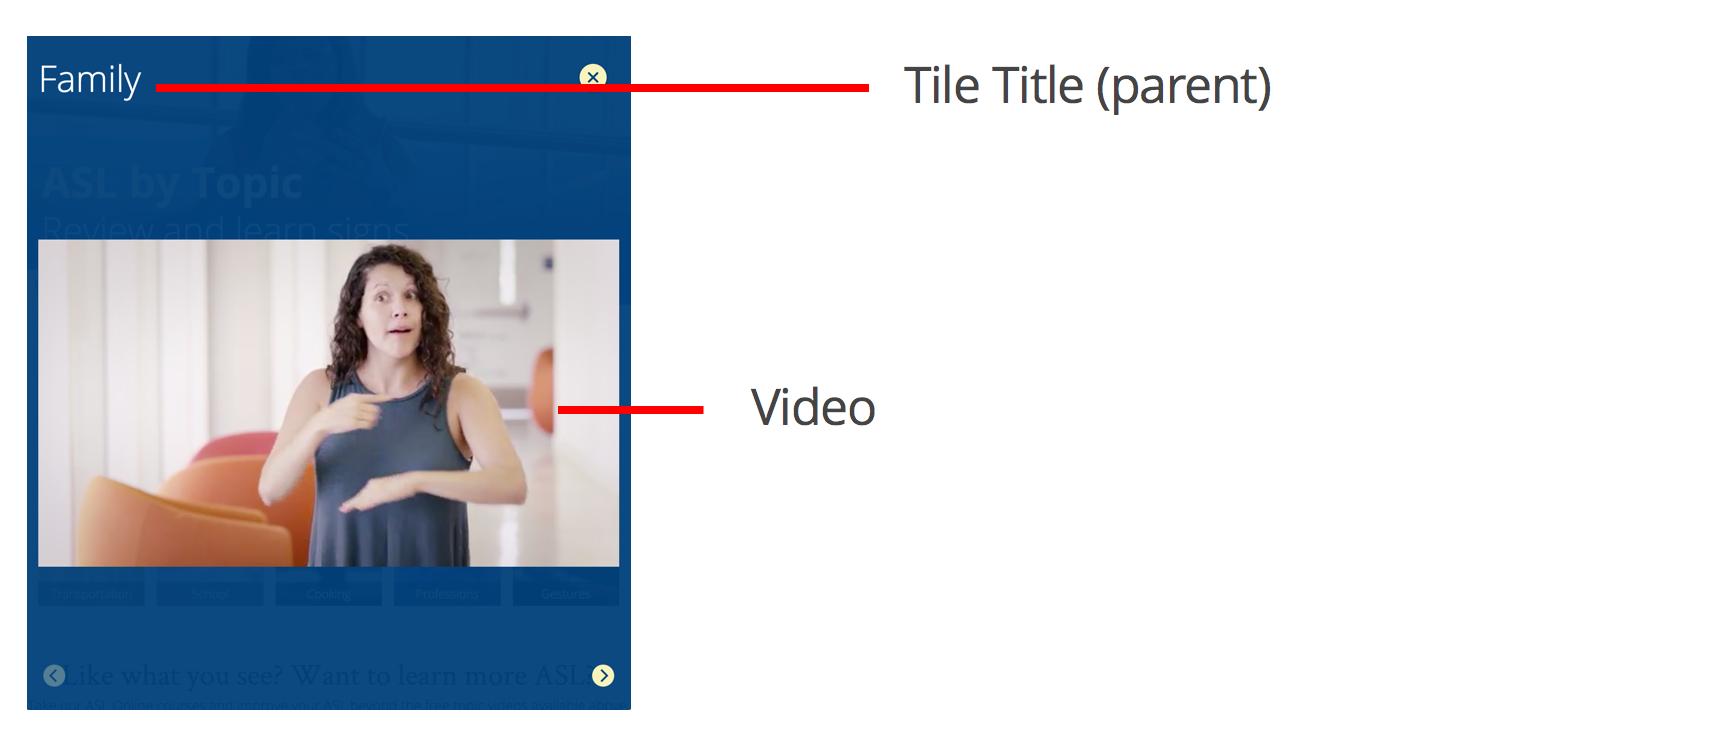 Family
Tile Title (parent)
ASL by Topic
Review and learn signs
Video
Transportation School Cooking Professions Gestures
Like what you see? Want to learn more ASL?